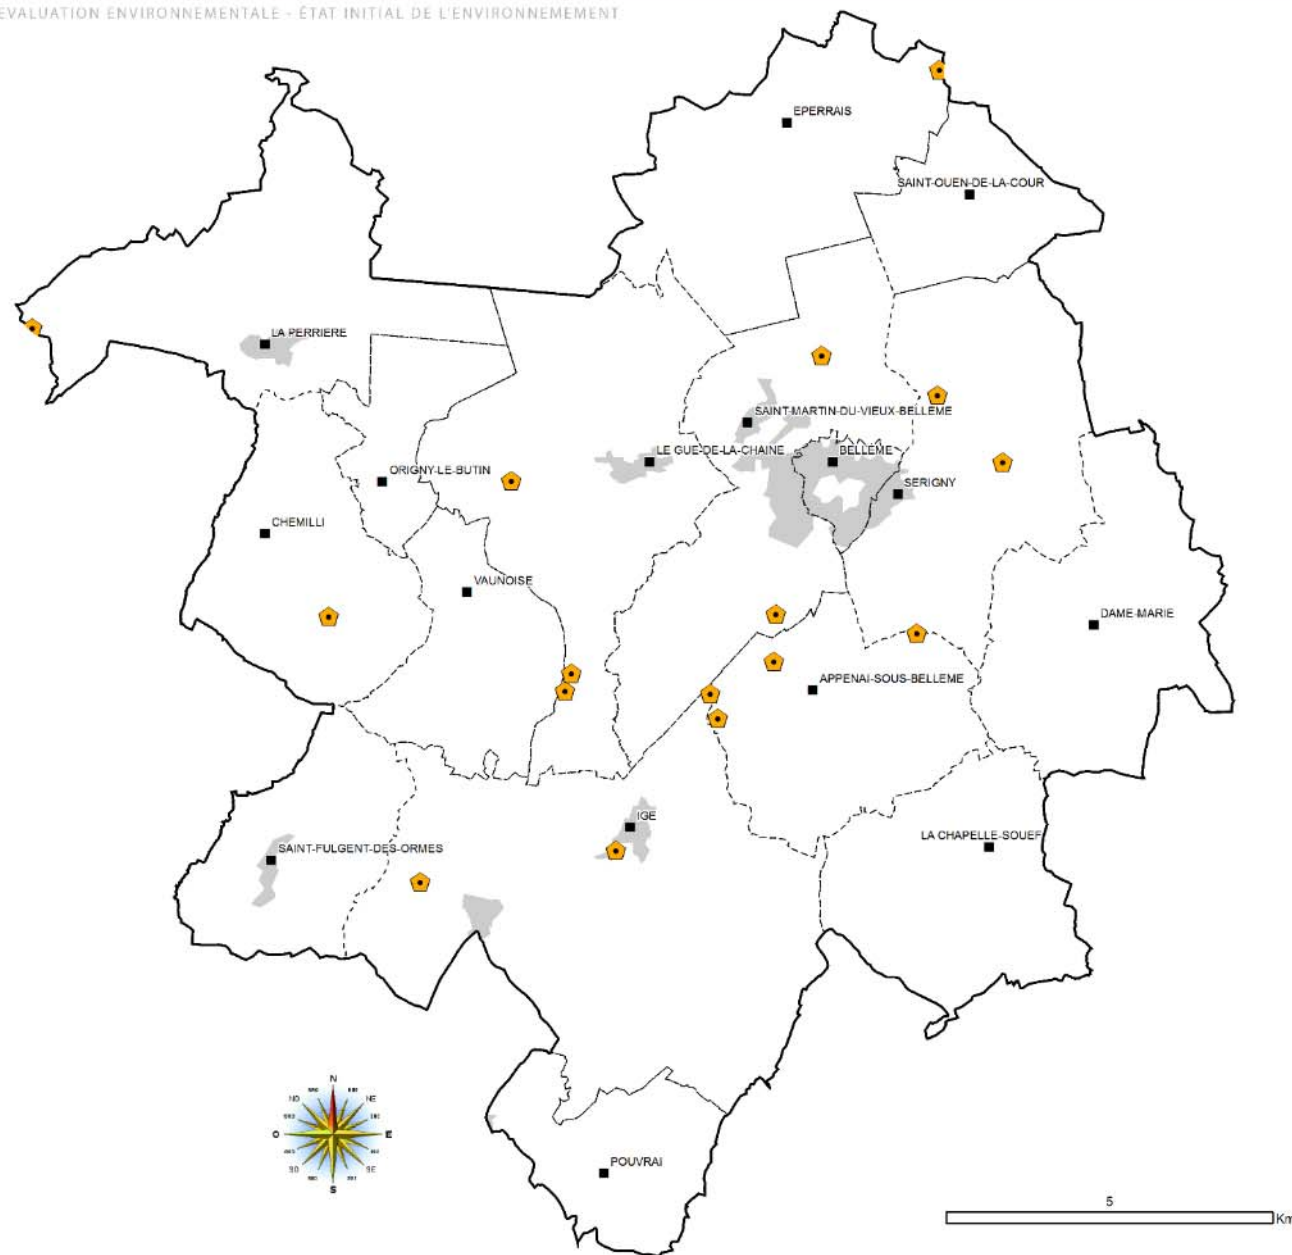 EVALUATION ENVIRONNEMENTALE - ÉTAT INITIAL DE L'ENVIRONNEMEMENT
EPERRAIS
SAINT-OUEN-DE-LA-COUR
LA PERRIERE
SAINT-MARTIN-DU-VIEUX-BELLEME
LE GUE-DE-LA-CHAINE
BELLEME
ORIGNY-LE-BUTIN
SERIGNY
CHEMILLI
VAUNOISE
DAME-MARIE
APPENAI-SOUS-BELLEME
IGE
LA CHAPELLE-SOUEF
SAINT-FULGENT-DES-ORMES
N
NO
NE
O
E
SO
SE
S
POUVRAI
5
Km